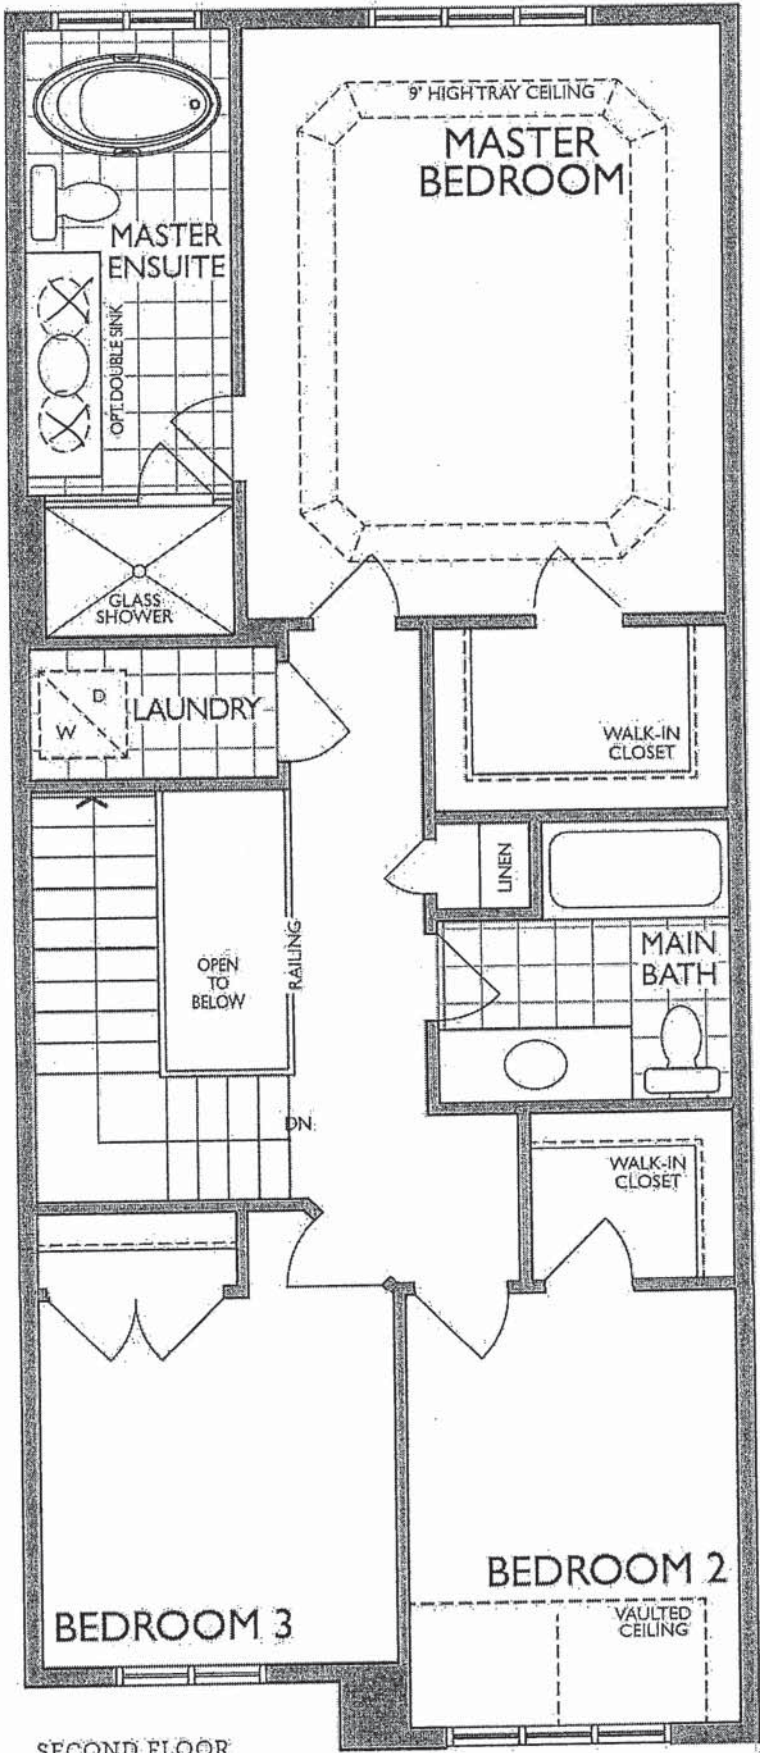 9' HIGH TRAY CEILING
MASTER
BEDROOM
MASTER
ENSUITE
OPT. DOUBLE SINK
GLASS
SHOWER
D
W
LAUNDRY
WALK-IN
CLOSET
LINEN
OPEN
TO
BELOW
RAILING
MAIN
BATH
DN
WALK-IN
CLOSET
BEDROOM 2
VAULTED
CEILING
BEDROOM 3
SECOND FLOOR